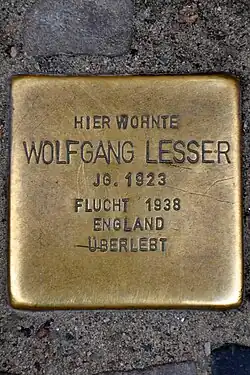 HIER WOHNTE
WOLFGANG LESSER
JG. 1923
FLUCHT 1938
ENGLAND
ÜBERLEBT